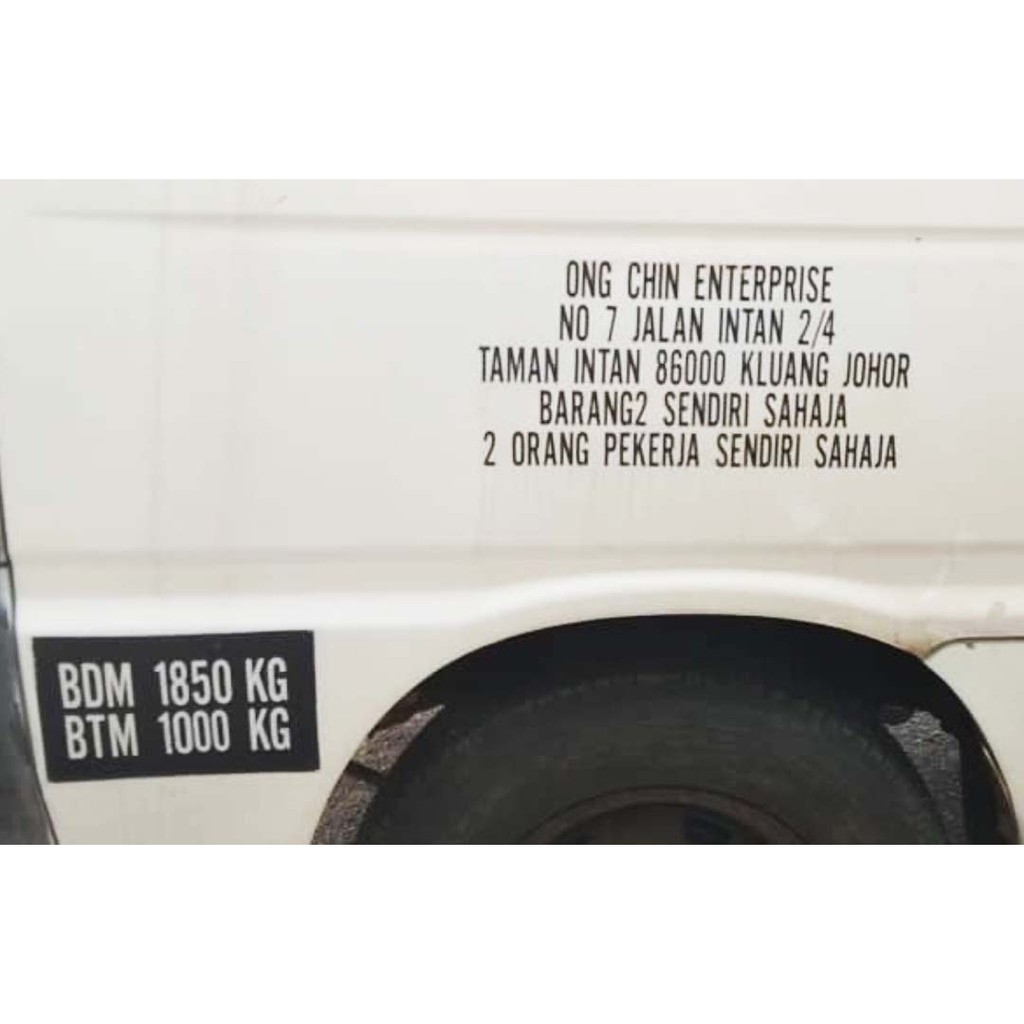 ONG CHIN ENTERPRISE
NO 7 JALAN INTAN 2/4
TAMAN INTAN 86000 KLUANG JOHOR
BARANG2 SENDIRI SAHAJA
2 ORANG PEKERJA SENDIRI SAHAJA
BDM 1850 KG
BTM 1000 KG